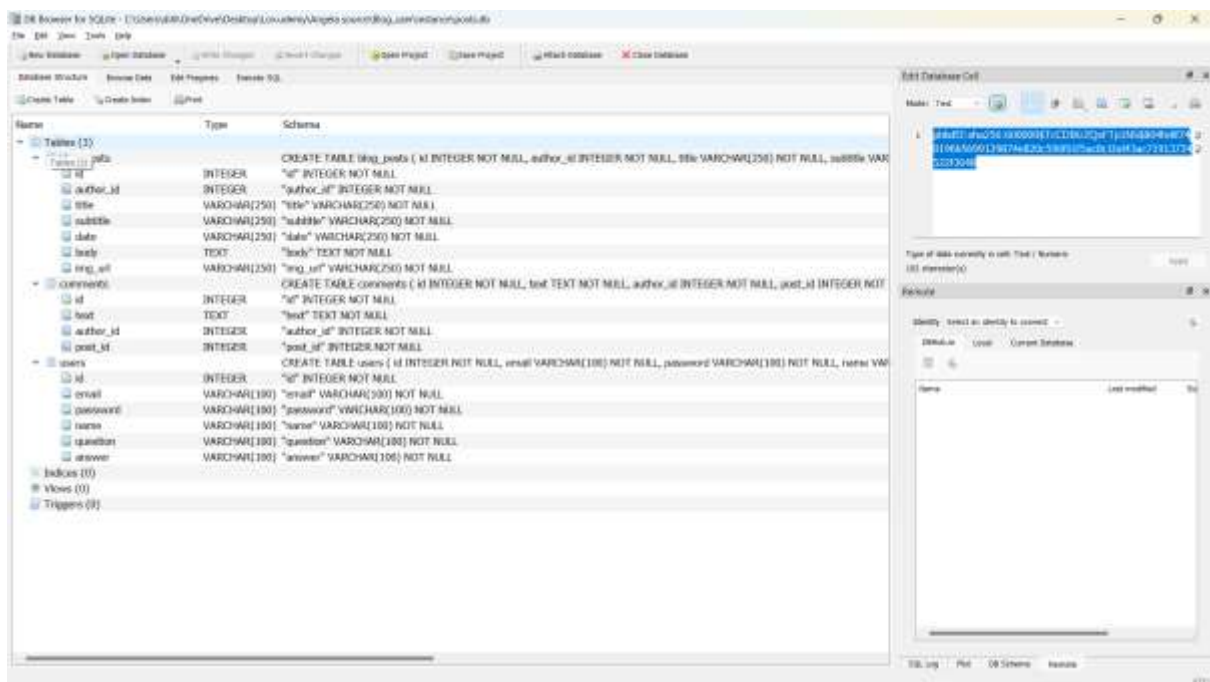 DB Browser for SQLite -
File Edit View Tools Help
New Database Open Database Write Changes Revert Changes Open Project Save Project Attach Database Close Database
Database Structure Browse Data Edit Pragmas Execute SQL
Create Table Create Index Print
Name Type Schema
Tables (3)
CREATE TABLE blog_posts ( id INTEGER NOT NULL, author_id INTEGER NOT NULL, title VARCHAR(250) NOT NULL, subtitle VAR
id INTEGER "id" INTEGER NOT NULL
author_id INTEGER "author_id" INTEGER NOT NULL
title VARCHAR(250) "title" VARCHAR(250) NOT NULL
subtitle VARCHAR(250) "subtitle" VARCHAR(250) NOT NULL
date VARCHAR(250) "date" VARCHAR(250) NOT NULL
body TEXT "body" TEXT NOT NULL
img_url VARCHAR(250) "img_url" VARCHAR(250) NOT NULL
comments CREATE TABLE comments ( id INTEGER NOT NULL, text TEXT NOT NULL, author_id INTEGER NOT NULL, post_id INTEGER NOT
id INTEGER "id" INTEGER NOT NULL
text TEXT "text" TEXT NOT NULL
author_id INTEGER "author_id" INTEGER NOT NULL
post_id INTEGER "post_id" INTEGER NOT NULL
users CREATE TABLE users ( id INTEGER NOT NULL, email VARCHAR(100) NOT NULL, password VARCHAR(100) NOT NULL, name VAR
id INTEGER "id" INTEGER NOT NULL
email VARCHAR(100) "email" VARCHAR(100) NOT NULL
password VARCHAR(100) "password" VARCHAR(100) NOT NULL
name VARCHAR(100) "name" VARCHAR(100) NOT NULL
question VARCHAR(100) "question" VARCHAR(100) NOT NULL
answer VARCHAR(100) "answer" VARCHAR(100) NOT NULL
Indices (0)
Views (0)
Triggers (0)
Edit Database Cell
Mode: Text
1
Type of data currently in cell: Text / Numeric
character(s)
Apply
Remote
Identity Select an identity to connect
DBHub.io Local Current Database
Name Last modified
SQL Log Plot DB Schema Remote